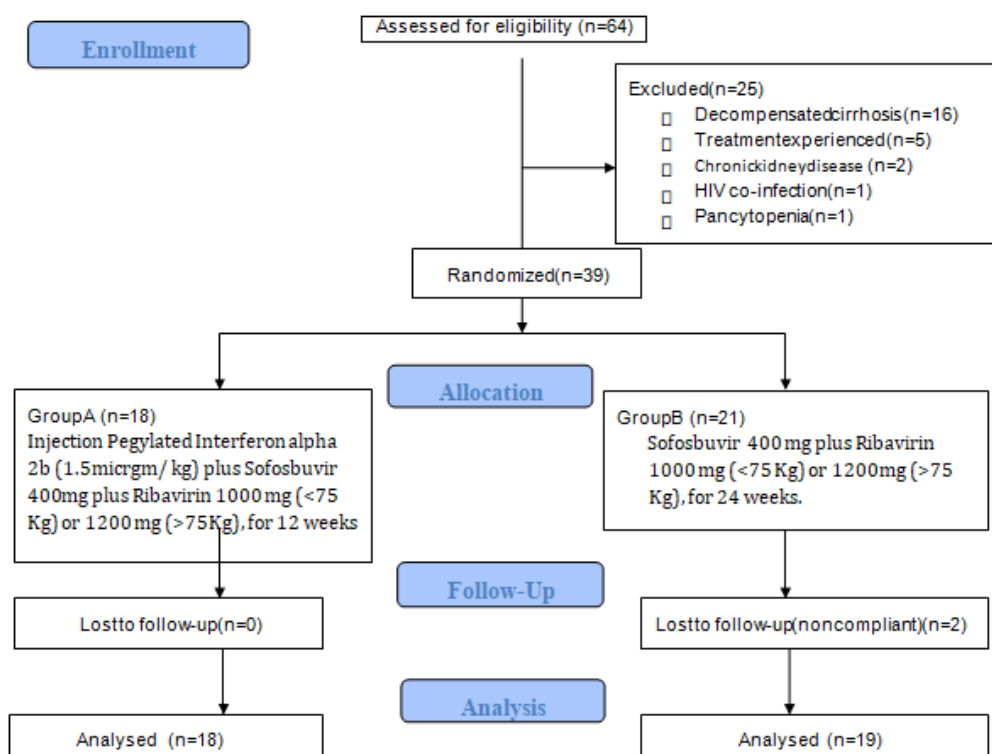 Assessed for eligibility (n=64)
Enrollment
Excluded(n=25)
Decompensatedcirrhosis(n=16)
Treatmentexperienced(n=5)
Chronickidneydisease (n=2)
HIV co-infection(n=1)
Pancytopenia(n=1)
Randomized(n=39)
Allocation
GroupA (n=18)
Injection Pegylated Interferon alpha
2b (1.5micrgm/ kg) plus Sofosbuvir
400mg plus Ribavirin 1000 mg (<75
Kg) or 1200 mg (>75Kg), for 12 weeks
GroupB (n=21)
Sofosbuvir 400 mg plus Ribavirin
1000 mg (<75 Kg) or 1200mg (>75
Kg), for 24 weeks.
Follow-Up
Lostto follow-up(n=0)
Lostto follow-up(noncompliant)(n=2)
Analysis
Analysed (n=18)
Analysed (n=19)